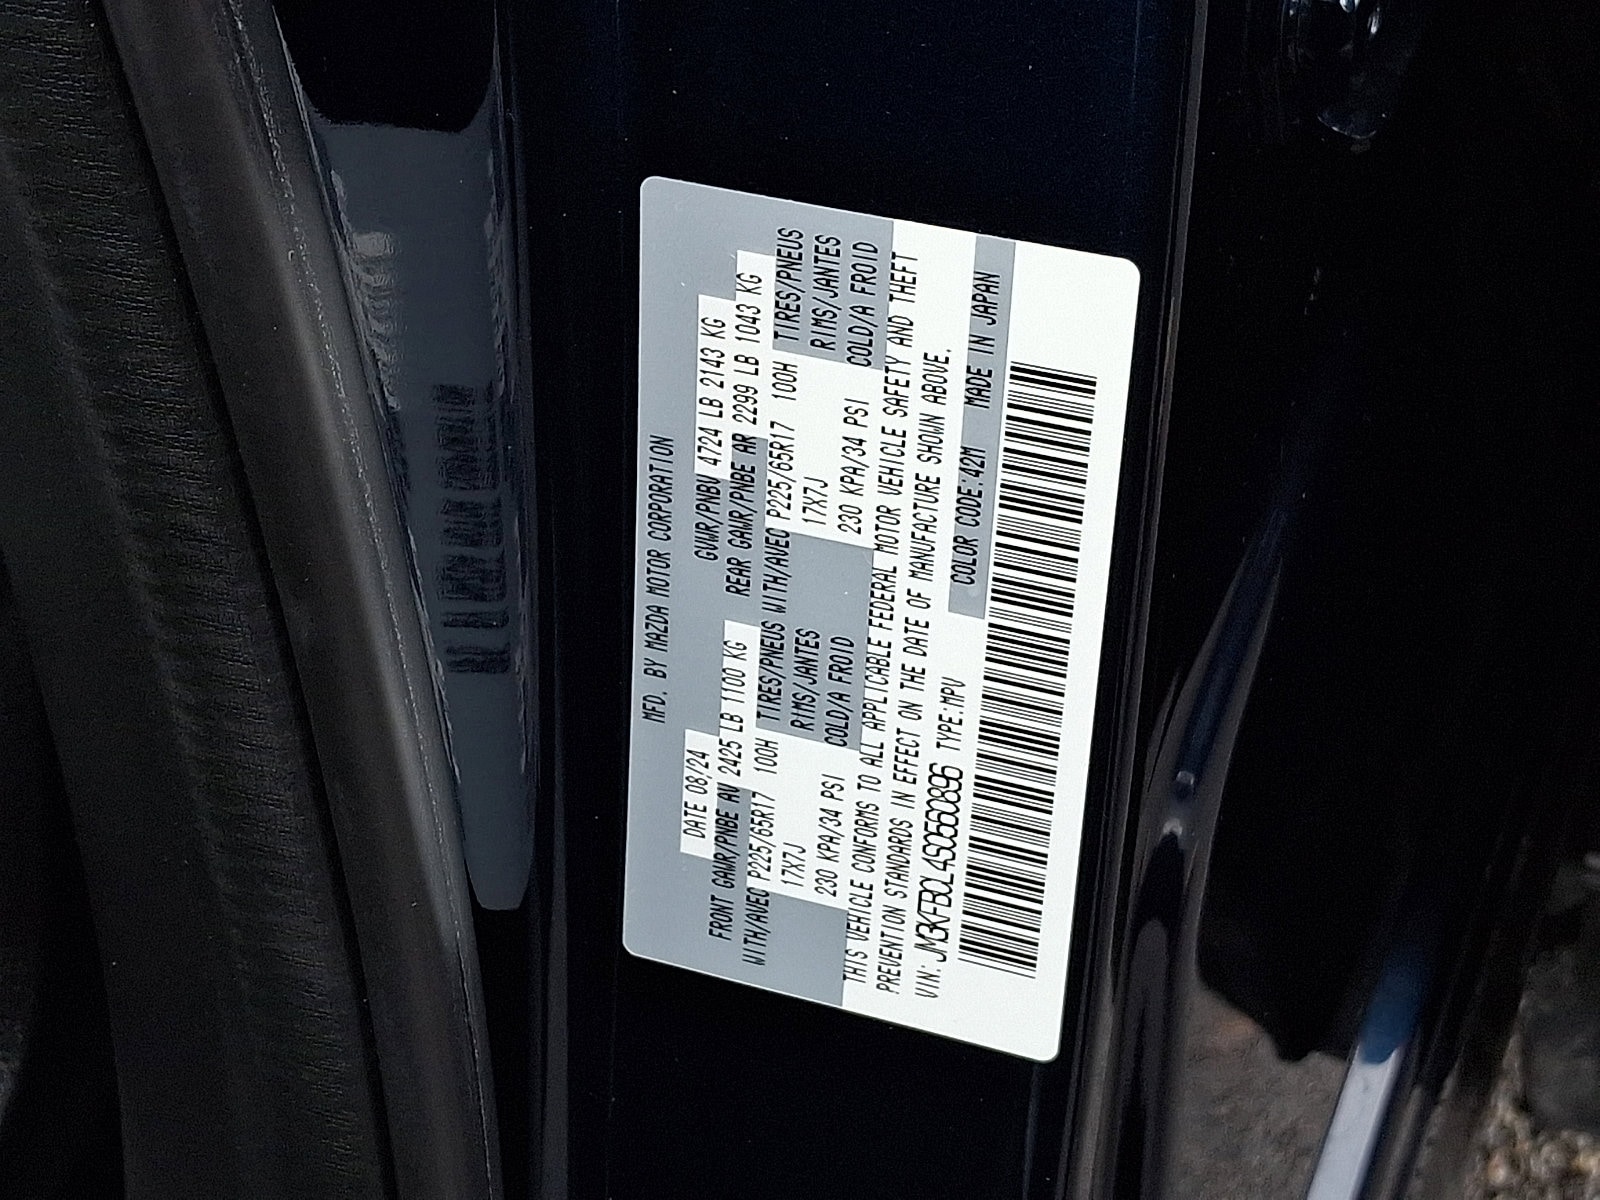 MFD. BY MAZDA MOTOR CORPORATION
DATE 08/24 GVWR/PNBV 4724 LB 2143 KG
FRONT GAWR/PNBE AV 2425 LB 1100 KG REAR GAWR/PNBE AR 2299 LB 1043 KG
WITH/AVEC P225/65R17 100H TIRES/PNEUS WITH/AVEC P225/65R17 100H TIRES/PNEUS
17X7J RIMS/JANTES 17X7J RIMS/JANTES
230 KPA/34 PSI COLD/A FROID 230 KPA/34 PSI COLD/A FROID
THIS VEHICLE CONFORMS TO ALL APPLICABLE FEDERAL MOTOR VEHICLE SAFETY AND THEFT
PREVENTION STANDARDS IN EFFECT ON THE DATE OF MANUFACTURE SHOWN ABOVE.
VIN: JM3KFBCL4S0560896 TYPE:MPV COLOR CODE:42M MADE IN JAPAN